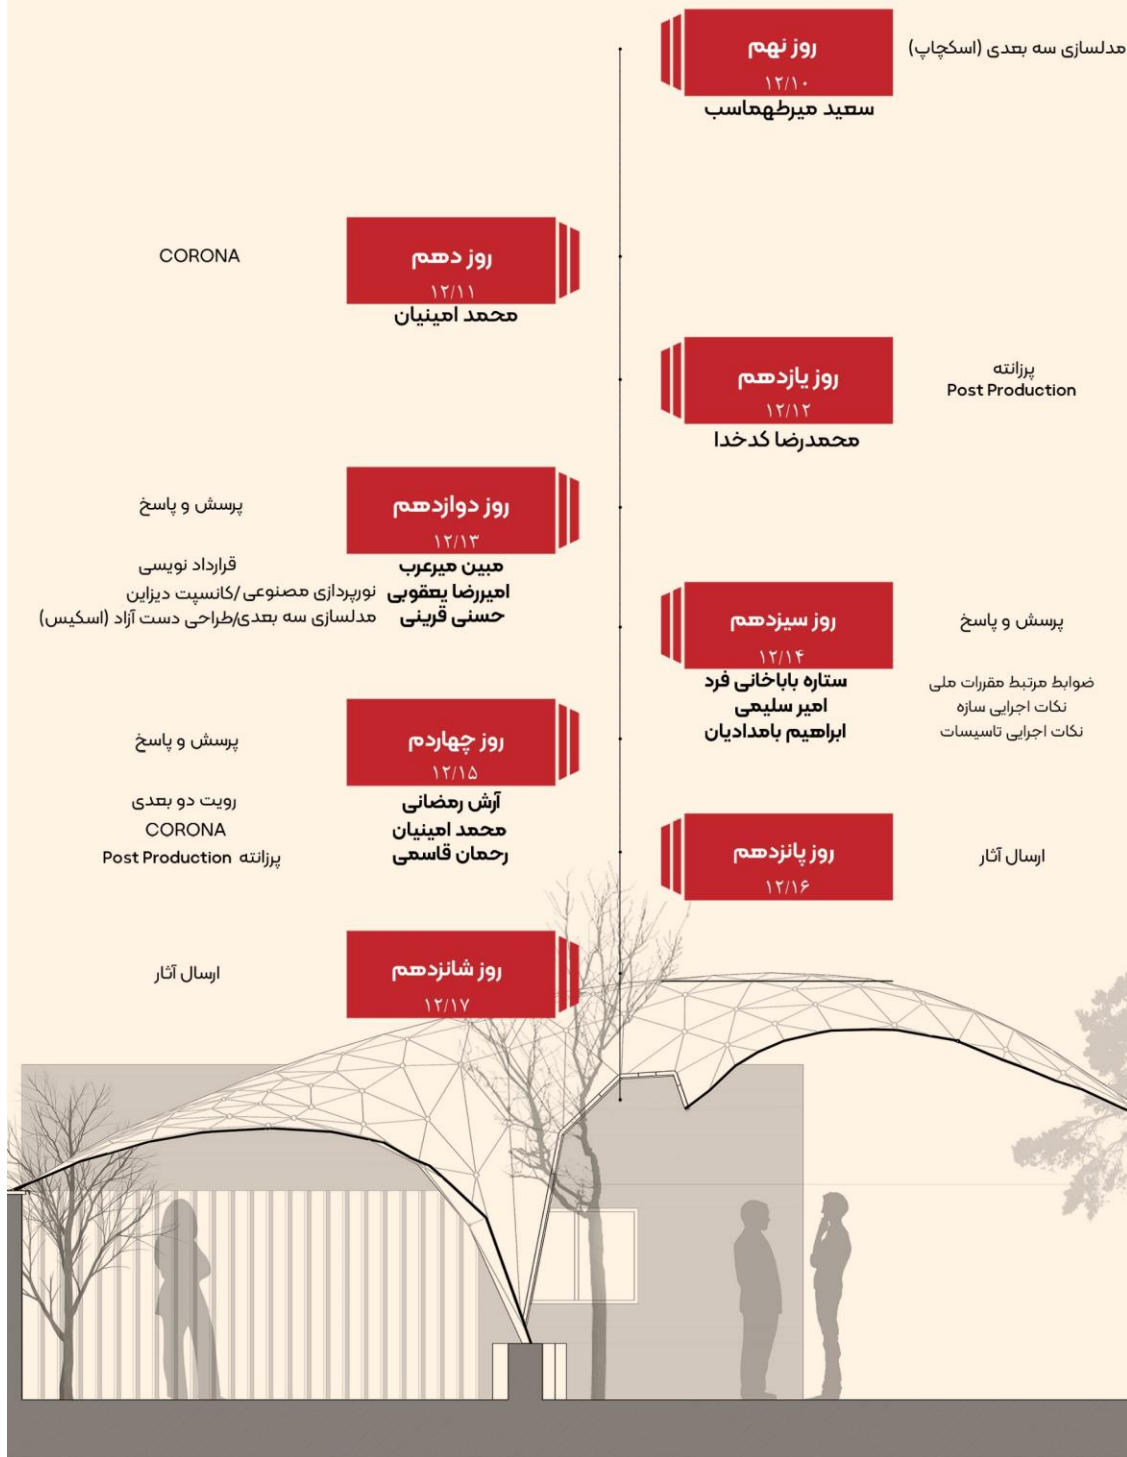 روز نهم
۱۲/۱۰
سعید میرطهماسب
مدلسازی سه بعدی (اسکچاپ)
روز دهم
۱۲/۱۱
محمد امینیان
CORONA
روز یازدهم
۱۲/۱۲
محمدرضا کدخدا
پرزانته
Post Production
روز دوازدهم
۱۲/۱۳
پرسش و پاسخ
مبین میرعرب
قرارداد نویسی
امیررضا یعقوبی
نورپردازی مصنوعی /کانسپت دیزاین
حسنی قرینی
مدلسازی سه بعدی/طراحی دست آزاد (اسکیس)
روز سیزدهم
۱۲/۱۴
پرسش و پاسخ
ستاره باباخانی فرد
ضوابط مرتبط مقررات ملی
امیر سلیمی
نکات اجرایی سازه
ابراهیم بامدادیان
نکات اجرایی تاسیسات
روز چهاردم
۱۲/۱۵
پرسش و پاسخ
آرش رمضانی
رویت دو بعدی
محمد امینیان
CORONA
رحمان قاسمی
پرزانته Post Production
روز پانزدهم
۱۲/۱۶
ارسال آثار
روز شانزدهم
۱۲/۱۷
ارسال آثار